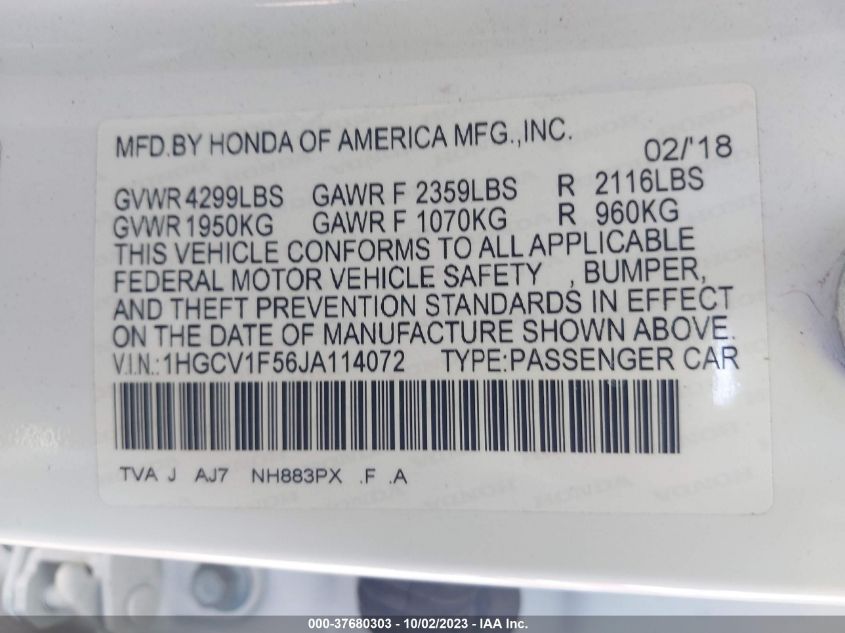 MFD.BY HONDA OF AMERICA MFG.,INC. 02/'18
GVWR 4299LBS GAWR F 2359LBS R 2116LBS
GVWR 1950KG GAWR F 1070KG R 960KG
THIS VEHICLE CONFORMS TO ALL APPLICABLE
FEDERAL MOTOR VEHICLE SAFETY , BUMPER,
AND THEFT PREVENTION STANDARDS IN EFFECT
ON THE DATE OF MANUFACTURE SHOWN ABOVE.
V.I.N.:1HGCV1F56JA114072 TYPE:PASSENGER CAR
TVA J AJ7 NH883PX .F .A
000-37680303 - 10/02/2023 - IAAI.com